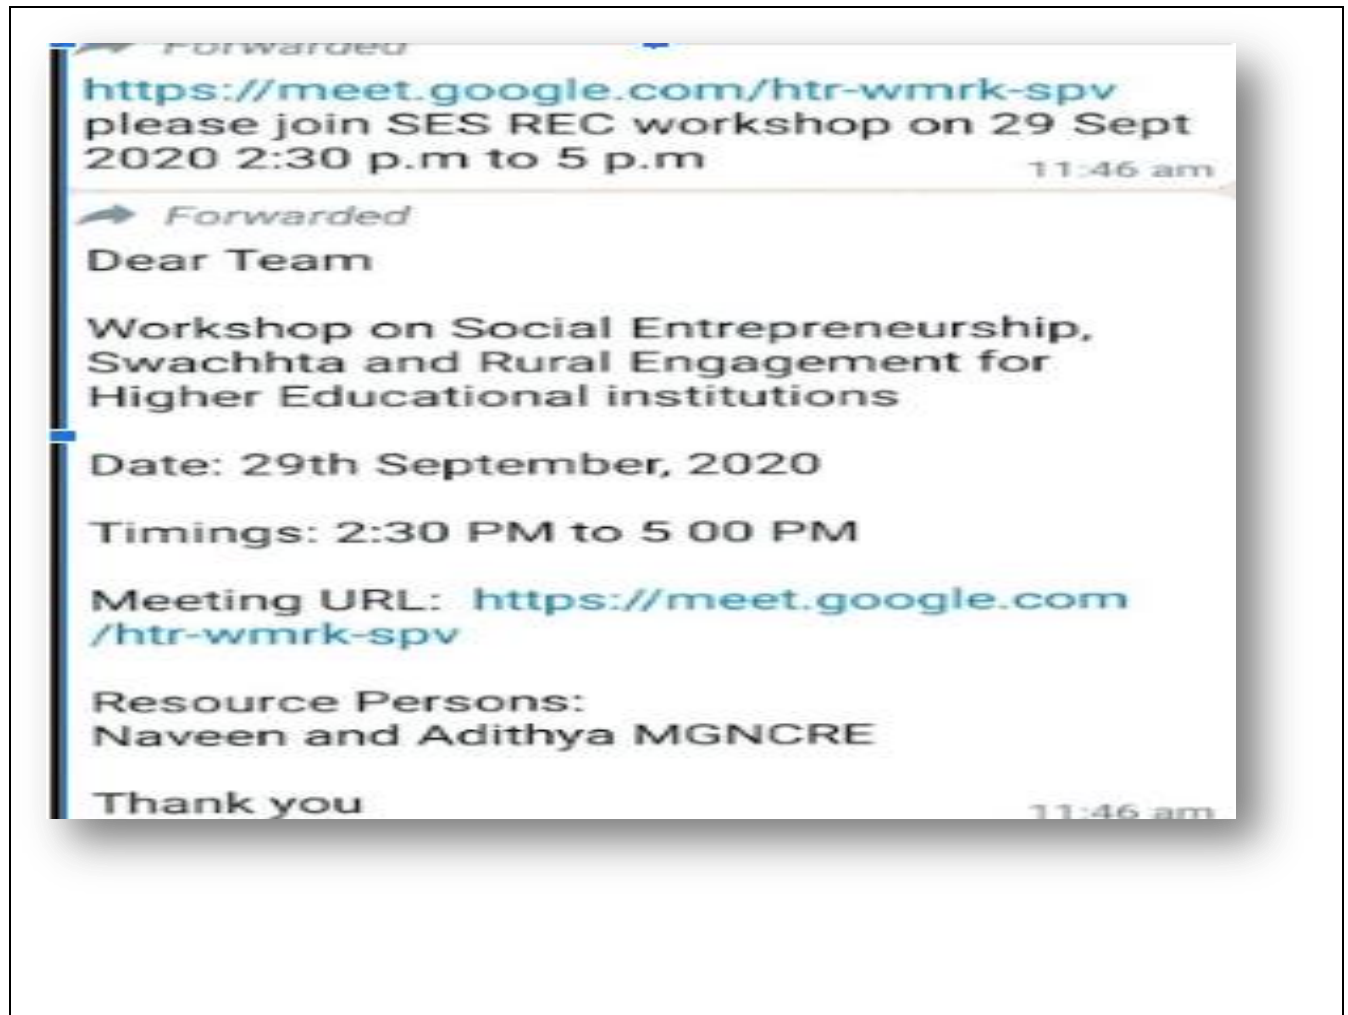 Forwarded
https://meet.google.com/htr-wmrk-spv
please join SES REC workshop on 29 Sept
2020 2:30 p.m to 5 p.m
11:46 am
Forwarded
Dear Team
Workshop on Social Entrepreneurship,
Swachhta and Rural Engagement for
Higher Educational institutions
Date: 29th September, 2020
Timings: 2:30 PM to 5 00 PM
Meeting URL:  https://meet.google.com
/htr-wmrk-spv
Resource Persons:
Naveen and Adithya MGNCRE
Thank you
11:46 am